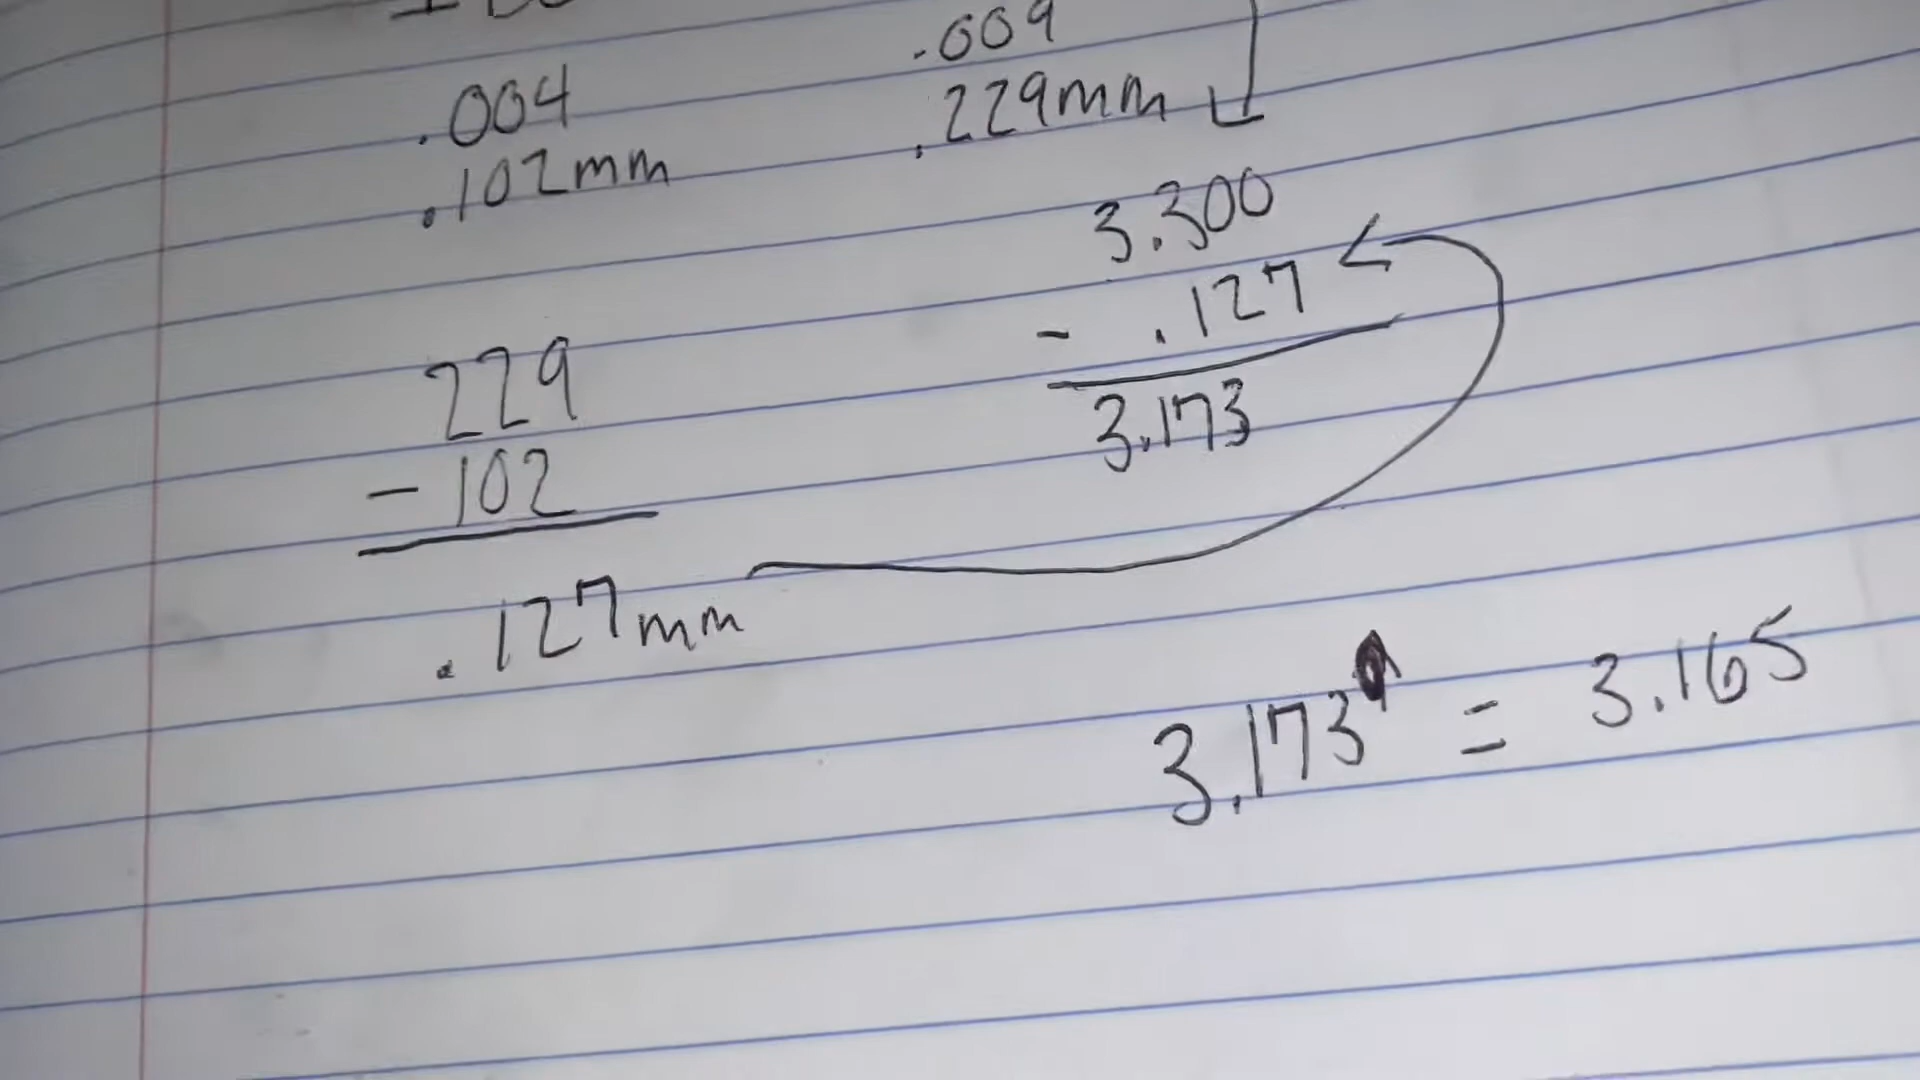 .004
.102mm
.009
.229mm
229
- 102
.127mm
3.300
- .127
3.173
3.173 = 3.165